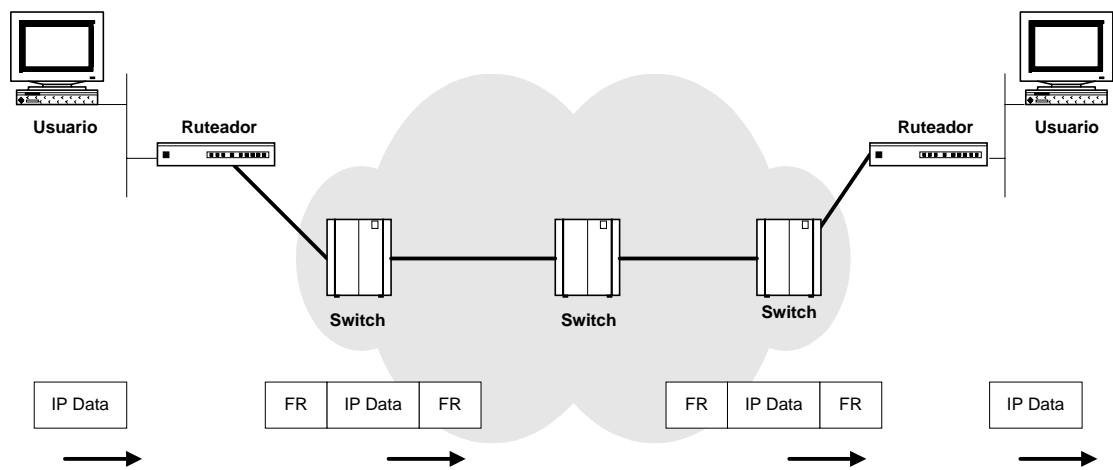 Usuario
Ruteador
Ruteador
Usuario
Switch
Switch
Switch
IP Data
FR
IP Data
FR
FR
IP Data
FR
IP Data